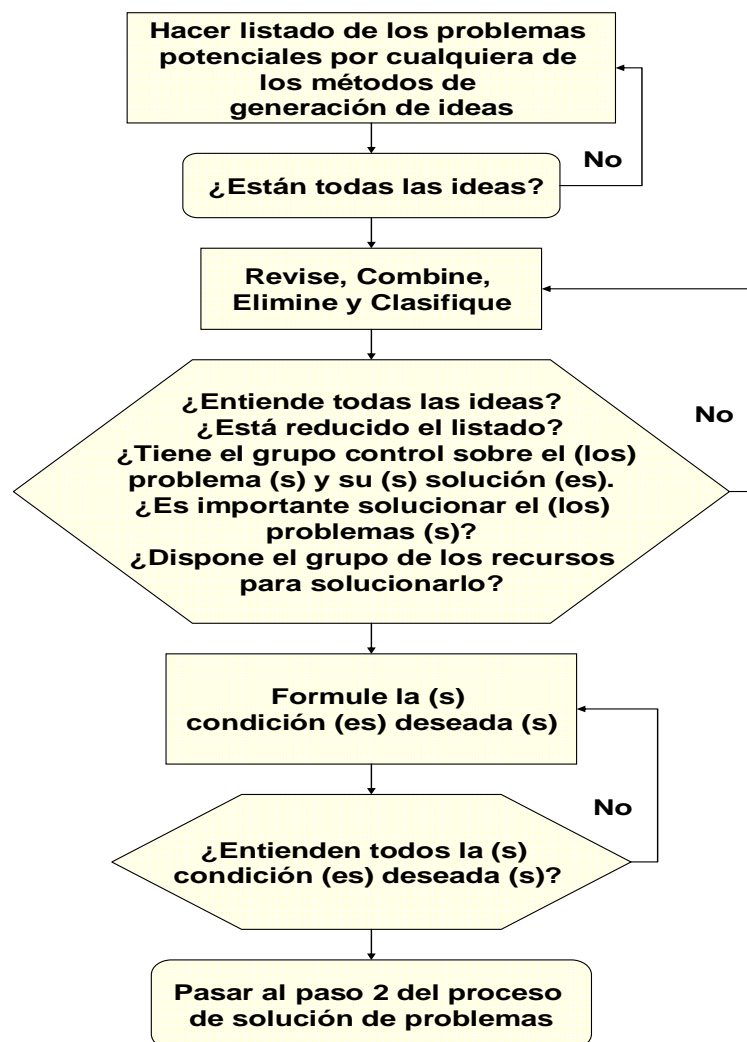 Hacer listado de los problemas
potenciales por cualquiera de
los métodos de
generación de ideas
No
¿Están todas las ideas?
Revise, Combine,
Elimine y Clasifique
¿Entiende todas las ideas?
¿Está reducido el listado?
¿Tiene el grupo control sobre el (los)
problema (s) y su (s) solución (es).
¿Es importante solucionar el (los)
problemas (s)?
¿Dispone el grupo de los recursos
para solucionarlo?
No
Formule la (s)
condición (es) deseada (s)
No
¿Entienden todos la (s)
condición (es) deseada (s)?
Pasar al paso 2 del proceso
de solución de problemas